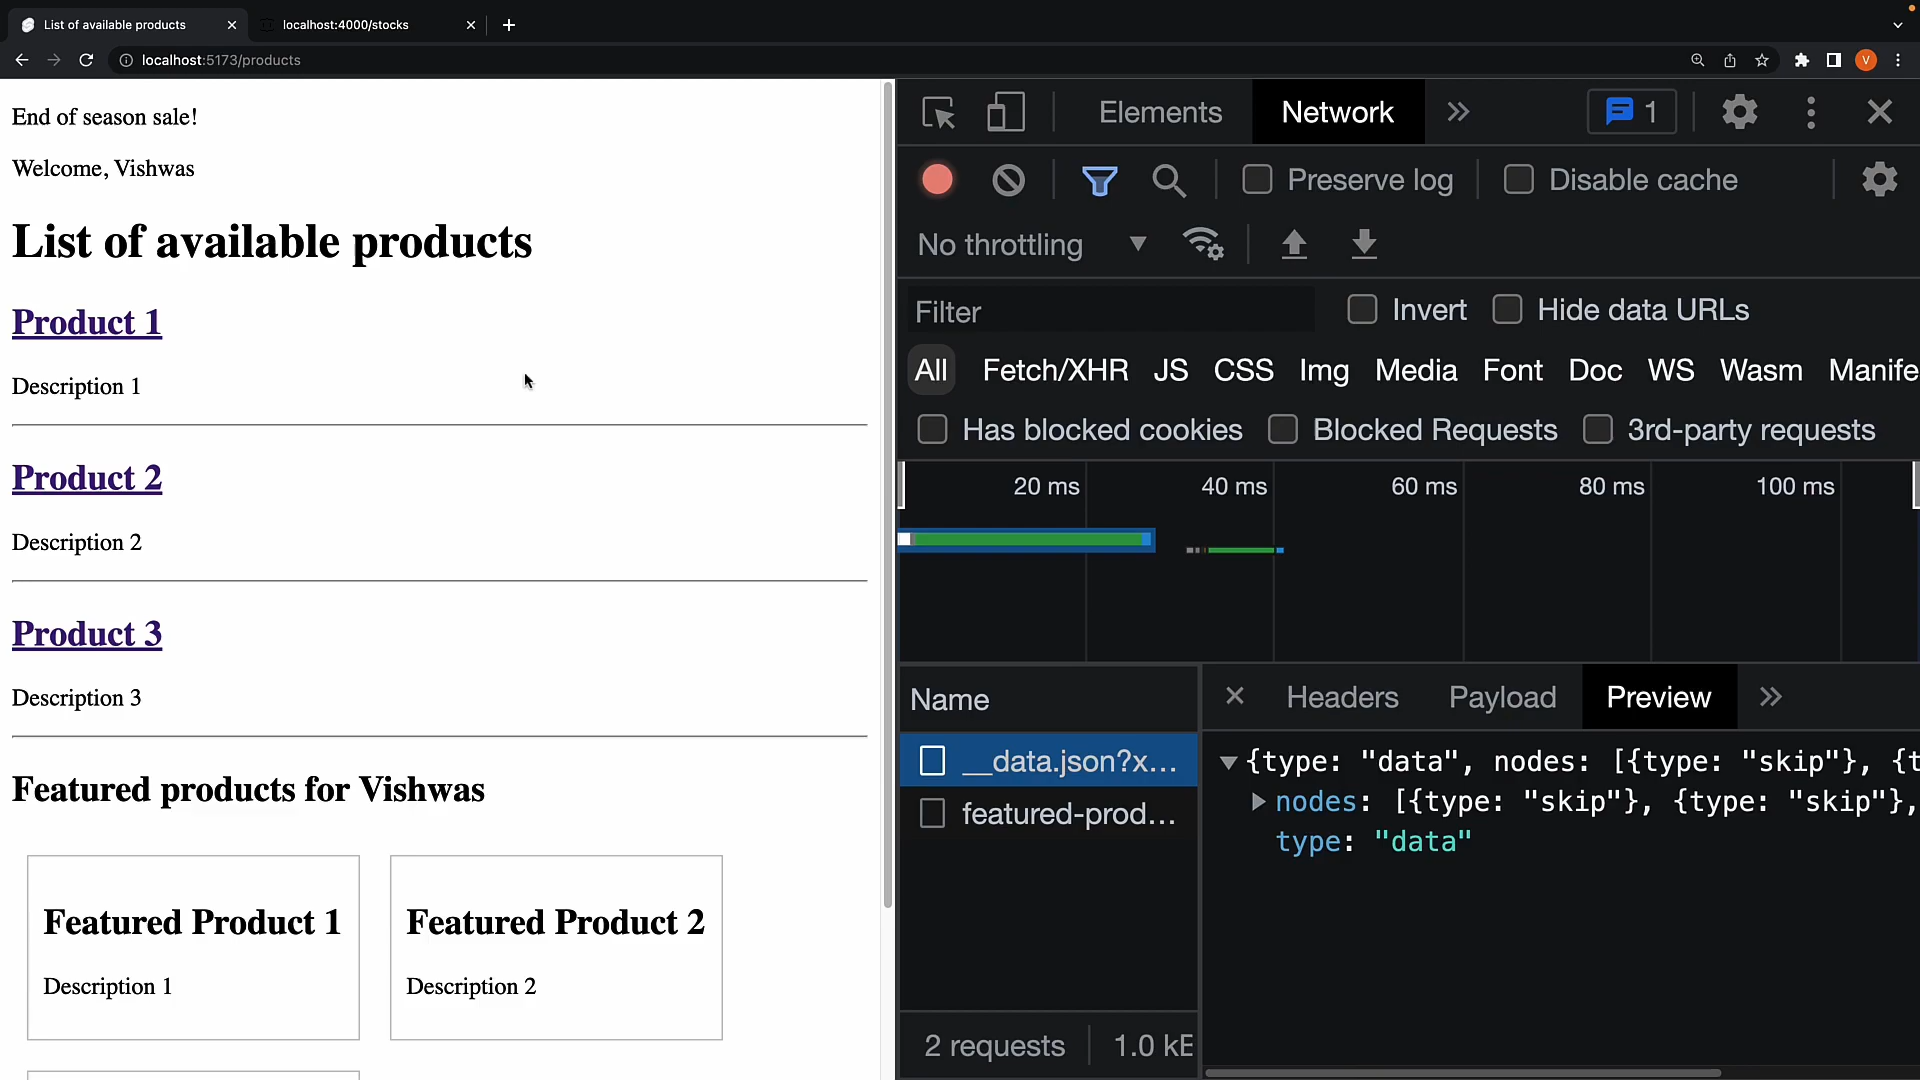 List of available products
localhost:4000/stocks
localhost:5173/products
V
End of season sale!
Welcome, Vishwas
List of available products
Product 1
Description 1
Product 2
Description 2
Product 3
Description 3
Featured products for Vishwas
Featured Product 1
Description 1
Featured Product 2
Description 2
Elements
Network
1
Preserve log
Disable cache
No throttling
Filter
Invert
Hide data URLs
All
Fetch/XHR
JS
CSS
Img
Media
Font
Doc
WS
Wasm
Manife
Has blocked cookies
Blocked Requests
3rd-party requests
20 ms
40 ms
60 ms
80 ms
100 ms
Name
__data.json?x...
featured-prod...
2 requests
1.0 kE
Headers
Payload
Preview
{type: "data", nodes: [{type: "skip"}, {t
nodes: [{type: "skip"}, {type: "skip"},
type: "data"